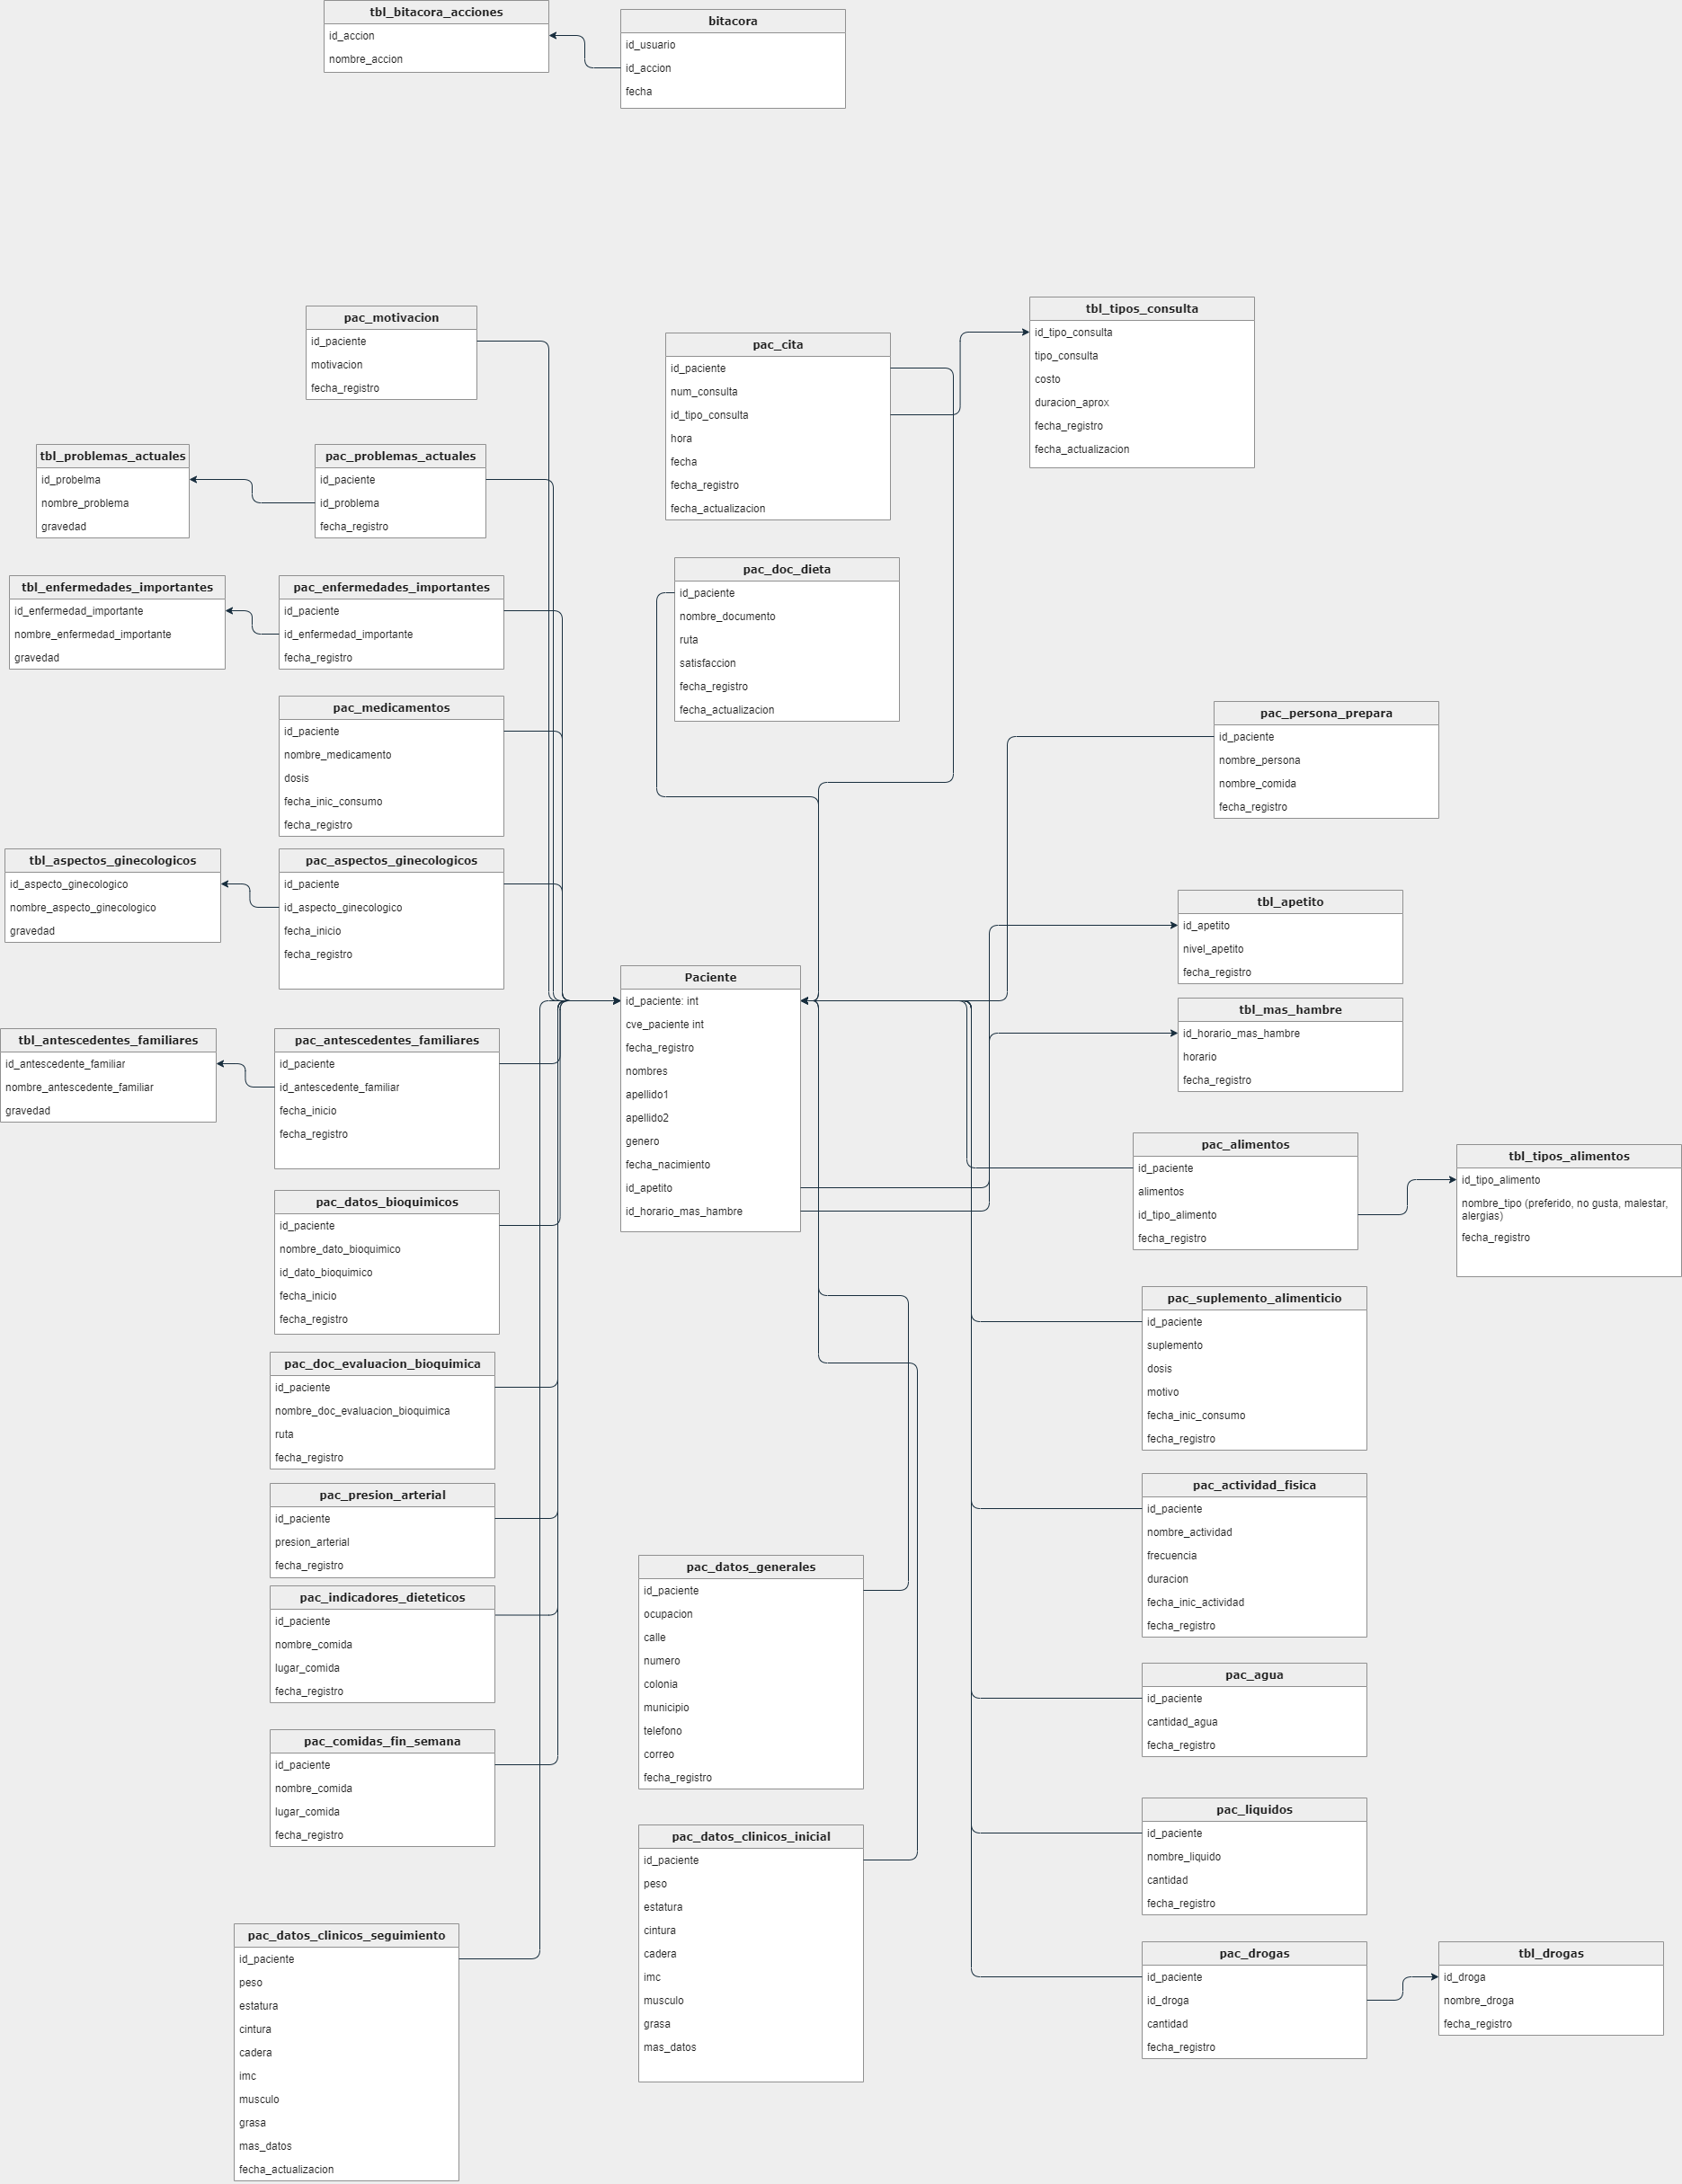 tbl_bitacora_acciones
id_accion
nombre_accion
bitacora
id_usuario
id_accion
fecha
pac_motivacion
id_paciente
motivacion
fecha_registro
pac_cita
id_paciente
num_consulta
id_tipo_consulta
hora
fecha
fecha_registro
fecha_actualizacion
tbl_tipos_consulta
id_tipo_consulta
tipo_consulta
costo
duracion_aprox
fecha_registro
fecha_actualizacion
tbl_problemas_actuales
id_probelma
nombre_problema
gravedad
pac_problemas_actuales
id_paciente
id_problema
fecha_registro
tbl_enfermedades_importantes
id_enfermedad_importante
nombre_enfermedad_importante
gravedad
pac_enfermedades_importantes
id_paciente
id_enfermedad_importante
fecha_registro
pac_doc_dieta
id_paciente
nombre_documento
ruta
satisfaccion
fecha_registro
fecha_actualizacion
pac_medicamentos
id_paciente
nombre_medicamento
dosis
fecha_inic_consumo
fecha_registro
pac_persona_prepara
id_paciente
nombre_persona
nombre_comida
fecha_registro
tbl_aspectos_ginecologicos
id_aspecto_ginecologico
nombre_aspecto_ginecologico
gravedad
pac_aspectos_ginecologicos
id_paciente
id_aspecto_ginecologico
fecha_inicio
fecha_registro
tbl_apetito
id_apetito
nivel_apetito
fecha_registro
Paciente
id_paciente: int
cve_paciente int
fecha_registro
nombres
apellido1
apellido2
genero
fecha_nacimiento
id_apetito
id_horario_mas_hambre
tbl_mas_hambre
id_horario_mas_hambre
horario
fecha_registro
tbl_antescedentes_familiares
id_antescedente_familiar
nombre_antescedente_familiar
gravedad
pac_antescedentes_familiares
id_paciente
id_antescedente_familiar
fecha_inicio
fecha_registro
pac_alimentos
id_paciente
alimentos
id_tipo_alimento
fecha_registro
tbl_tipos_alimentos
id_tipo_alimento
nombre_tipo (preferido, no gusta, malestar,
alergias)
fecha_registro
pac_datos_bioquimicos
id_paciente
nombre_dato_bioquimico
id_dato_bioquimico
fecha_inicio
fecha_registro
pac_suplemento_alimenticio
id_paciente
suplemento
dosis
motivo
fecha_inic_consumo
fecha_registro
pac_doc_evaluacion_bioquimica
id_paciente
nombre_doc_evaluacion_bioquimica
ruta
fecha_registro
pac_actividad_fisica
id_paciente
nombre_actividad
frecuencia
duracion
fecha_inic_actividad
fecha_registro
pac_presion_arterial
id_paciente
presion_arterial
fecha_registro
pac_datos_generales
id_paciente
ocupacion
calle
numero
colonia
municipio
telefono
correo
fecha_registro
pac_indicadores_dieteticos
id_paciente
nombre_comida
lugar_comida
fecha_registro
pac_agua
id_paciente
cantidad_agua
fecha_registro
pac_comidas_fin_semana
id_paciente
nombre_comida
lugar_comida
fecha_registro
pac_liquidos
id_paciente
nombre_liquido
cantidad
fecha_registro
pac_datos_clinicos_inicial
id_paciente
peso
estatura
cintura
cadera
imc
musculo
grasa
mas_datos
pac_datos_clinicos_seguimiento
id_paciente
peso
estatura
cintura
cadera
imc
musculo
grasa
mas_datos
fecha_actualizacion
pac_drogas
id_paciente
id_droga
cantidad
fecha_registro
tbl_drogas
id_droga
nombre_droga
fecha_registro